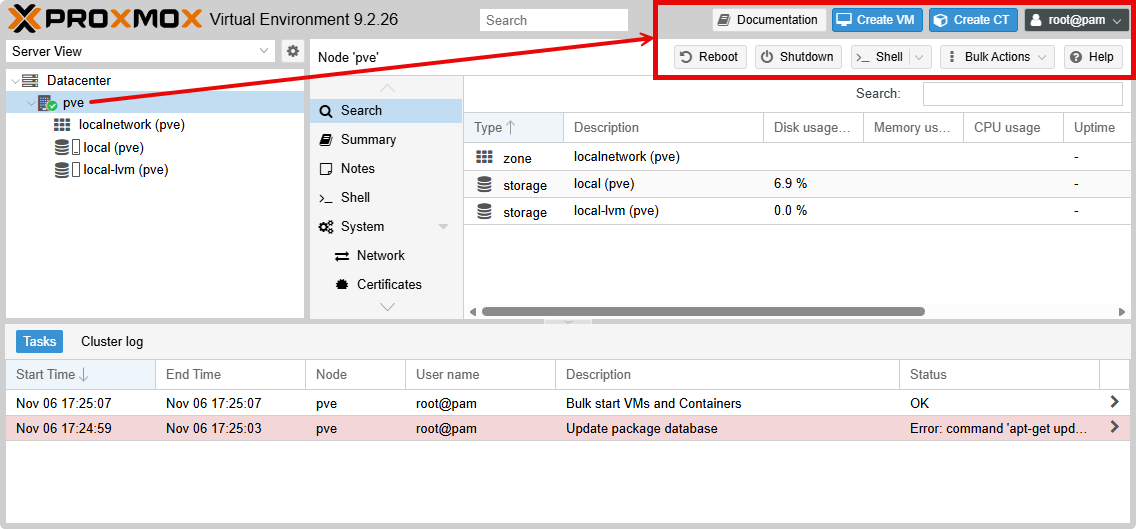 PROXMOX Virtual Environment 9.2.26 Search Documentation Create VM Create CT root@pam
Server View
Node 'pve' Reboot Shutdown Shell Bulk Actions Help
Datacenter
pve
localnetwork (pve)
local (pve)
local-lvm (pve)
Search
Summary
Notes
Shell
System
Network
Certificates
Search:
Type Description Disk usage... Memory us... CPU usage Uptime
zone localnetwork (pve) -
storage local (pve) 6.9 % -
storage local-lvm (pve) 0.0 % -
Tasks Cluster log
Start Time End Time Node User name Description Status
Nov 06 17:25:07 Nov 06 17:25:07 pve root@pam Bulk start VMs and Containers OK
Nov 06 17:24:59 Nov 06 17:25:03 pve root@pam Update package database Error: command 'apt-get upd...